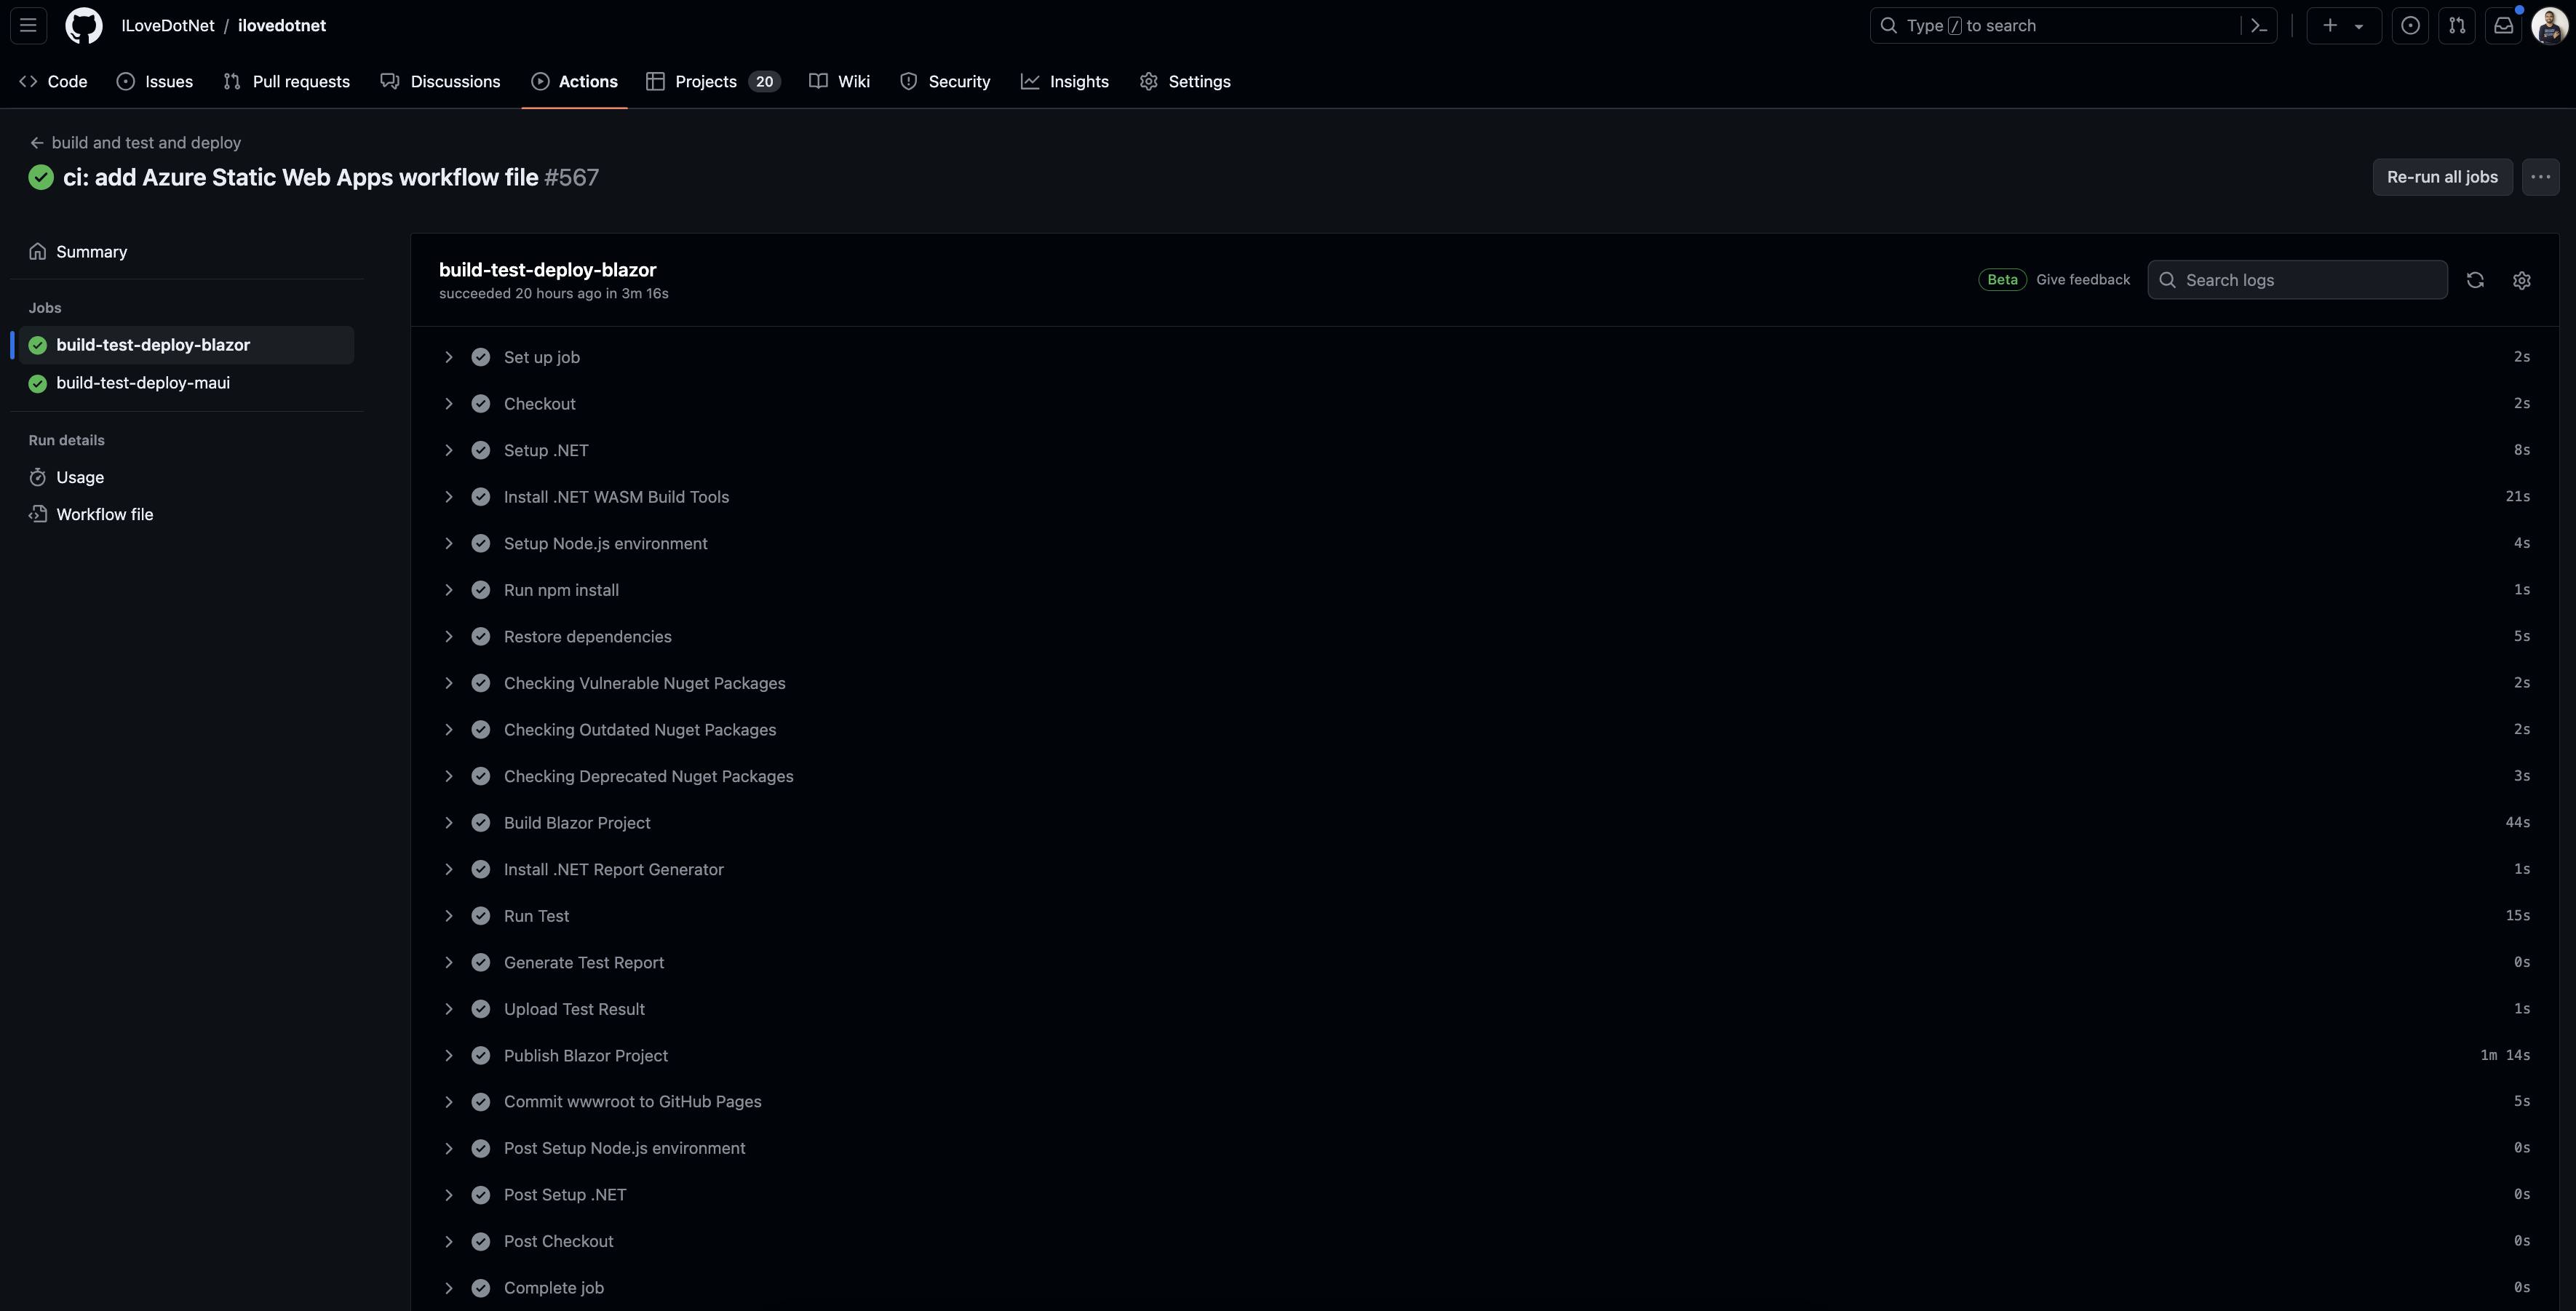 ILoveDotNet / ilovedotnet
Type / to search
Code Issues Pull requests Discussions Actions Projects 20 Wiki Security Insights Settings
build and test and deploy
ci: add Azure Static Web Apps workflow file #567
Re-run all jobs
Summary
Jobs
build-test-deploy-blazor
build-test-deploy-maui
Run details
Usage
Workflow file
build-test-deploy-blazor
succeeded 20 hours ago in 3m 16s
Beta Give feedback Search logs
Set up job 2s
Checkout 2s
Setup .NET 8s
Install .NET WASM Build Tools 21s
Setup Node.js environment 4s
Run npm install 1s
Restore dependencies 5s
Checking Vulnerable Nuget Packages 2s
Checking Outdated Nuget Packages 2s
Checking Deprecated Nuget Packages 3s
Build Blazor Project 44s
Install .NET Report Generator 1s
Run Test 15s
Generate Test Report 0s
Upload Test Result 1s
Publish Blazor Project 1m 14s
Commit wwwroot to GitHub Pages 5s
Post Setup Node.js environment 0s
Post Setup .NET 0s
Post Checkout 0s
Complete job 0s